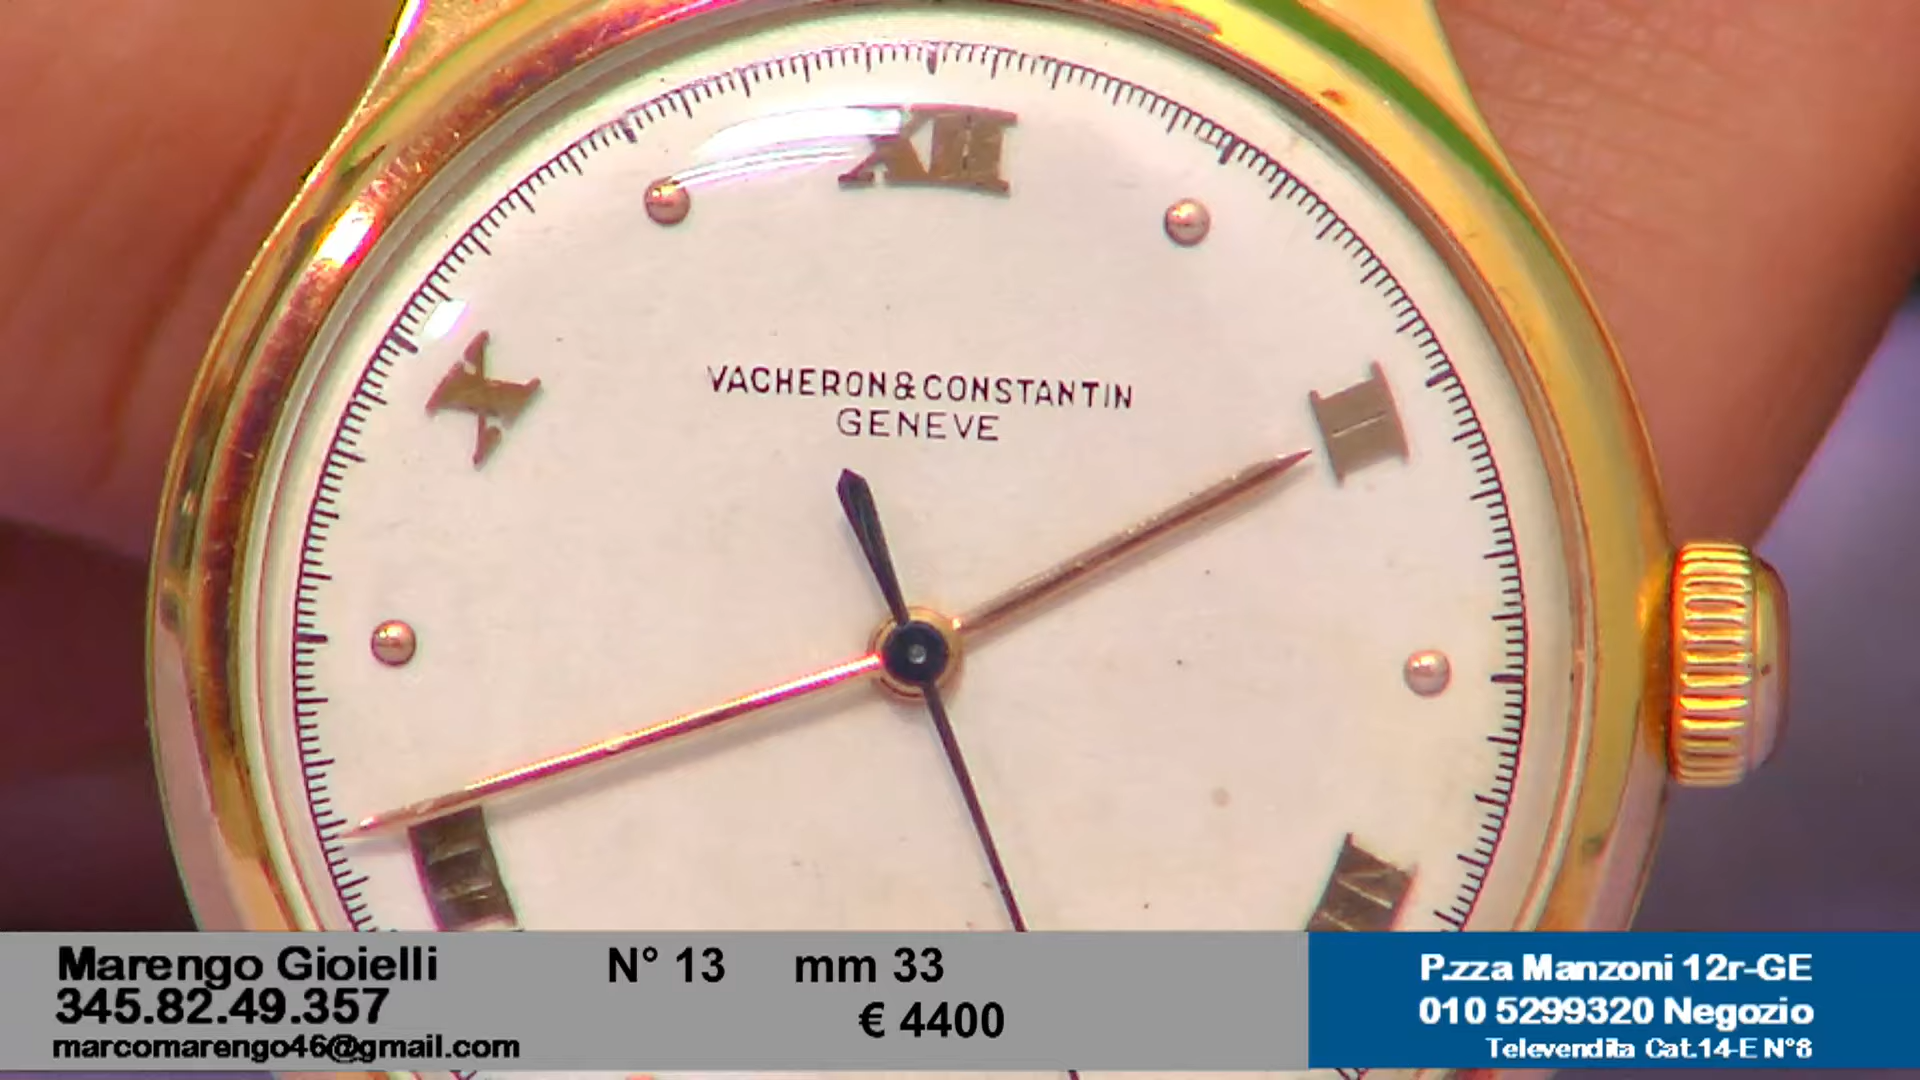 XII
X
II
VACHERON & CONSTANTIN
GENEVE
Marengo Gioielli
345.82.49.357
marcomarengo46@gmail.com
N° 13 mm 33
€ 4400
P.zza Manzoni 12r-GE
010 5299320 Negozio
Televendita Cat.14-E N°8